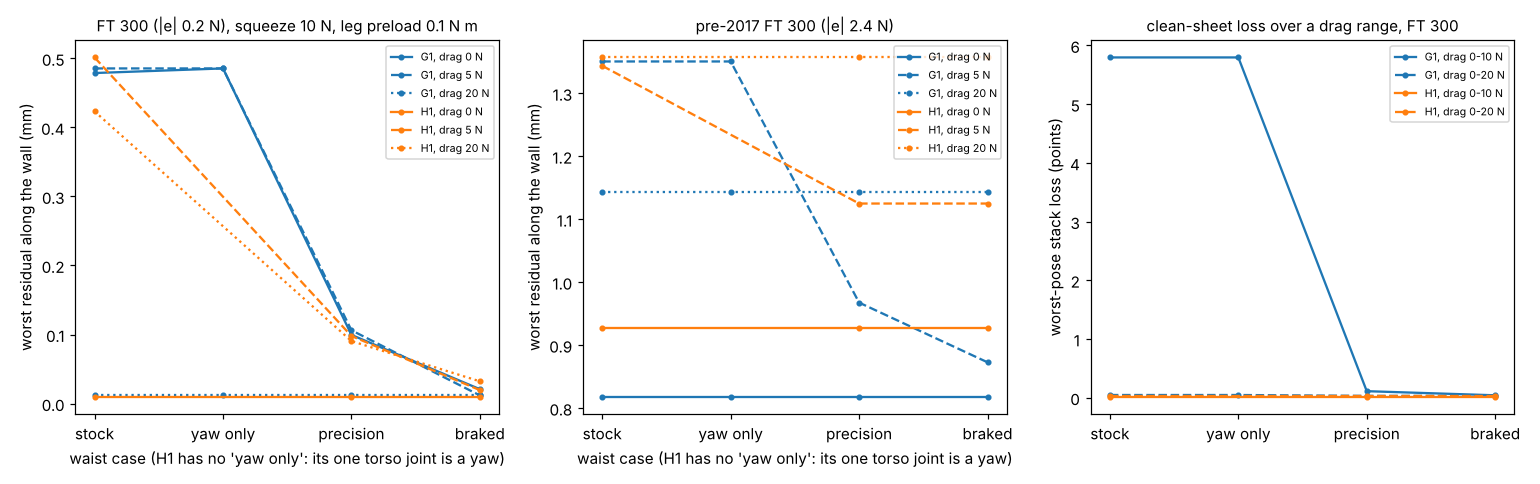 FT 300 (|e| 0.2 N), squeeze 10 N, leg preload 0.1 N m
worst residual along the wall (mm)
0.5
0.4
0.3
0.2
0.1
0.0
G1, drag 0 N
G1, drag 5 N
G1, drag 20 N
H1, drag 0 N
H1, drag 5 N
H1, drag 20 N
stock
yaw only
precision
braked
waist case (H1 has no 'yaw only': its one torso joint is a yaw)
pre-2017 FT 300 (|e| 2.4 N)
worst residual along the wall (mm)
1.3
1.2
1.1
1.0
0.9
0.8
G1, drag 0 N
G1, drag 5 N
G1, drag 20 N
H1, drag 0 N
H1, drag 5 N
H1, drag 20 N
stock
yaw only
precision
braked
waist case (H1 has no 'yaw only': its one torso joint is a yaw)
clean-sheet loss over a drag range, FT 300
worst-pose stack loss (points)
6
5
4
3
2
1
0
G1, drag 0-10 N
G1, drag 0-20 N
H1, drag 0-10 N
H1, drag 0-20 N
stock
yaw only
precision
braked